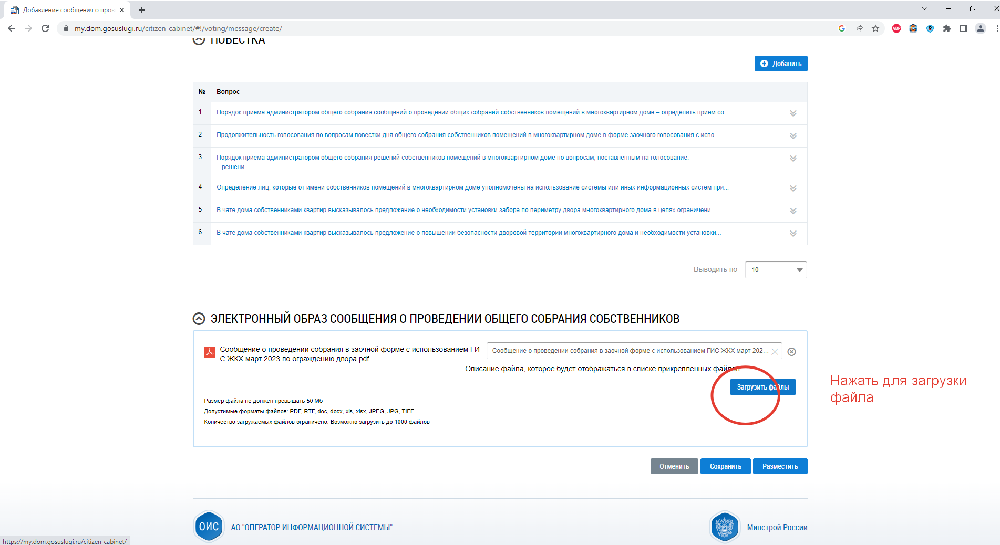 Добавление сообщения о пров
my.dom.gosuslugi.ru/citizen-cabinet/#!/voting/message/create/
ABP
ПОВЕСТКА
Добавить
№ Вопрос
1 Порядок приема администратором общего собрания сообщений о проведении общих собраний собственников помещений в многоквартирном доме – определить прием со...
2 Продолжительность голосования по вопросам повестки дня общего собрания собственников помещений в многоквартирном доме в форме заочного голосования с испо...
3 Порядок приема администратором общего собрания решений собственников помещений в многоквартирном доме по вопросам, поставленным на голосование:
– решени...
4 Определение лиц, которые от имени собственников помещений в многоквартирном доме уполномочены на использование системы или иных информационных систем при...
5 В чате дома собственниками квартир высказывалось предложение о необходимости установки забора по периметру двора многоквартирного дома в целях ограничени...
6 В чате дома собственниками квартир высказывалось предложение о повышении безопасности дворовой территории многоквартирного дома и необходимости установки...
Выводить по 10
ЭЛЕКТРОННЫЙ ОБРАЗ СООБЩЕНИЯ О ПРОВЕДЕНИИ ОБЩЕГО СОБРАНИЯ СОБСТВЕННИКОВ
Сообщение о проведении собрания в заочной форме с использованием ГИ
С ЖКХ март 2023 по ограждению двора.pdf
Сообщение о проведении собрания в заочной форме с использованием ГИС ЖКХ март 202...
Описание файла, которое будет отображаться в списке прикрепленных файлов
Загрузить файлы
Нажать для загрузки
файла
Размер файла не должен превышать 50 Мб
Допустимые форматы файлов: PDF, RTF, doc, docx, xls, xlsx, JPEG, JPG, TIFF
Количество загружаемых файлов ограничено. Возможно загрузить до 1000 файлов
Отменить Сохранить Разместить
ОИС АО "ОПЕРАТОР ИНФОРМАЦИОННОЙ СИСТЕМЫ"
Минстрой России
https://my.dom.gosuslugi.ru/citizen-cabinet/